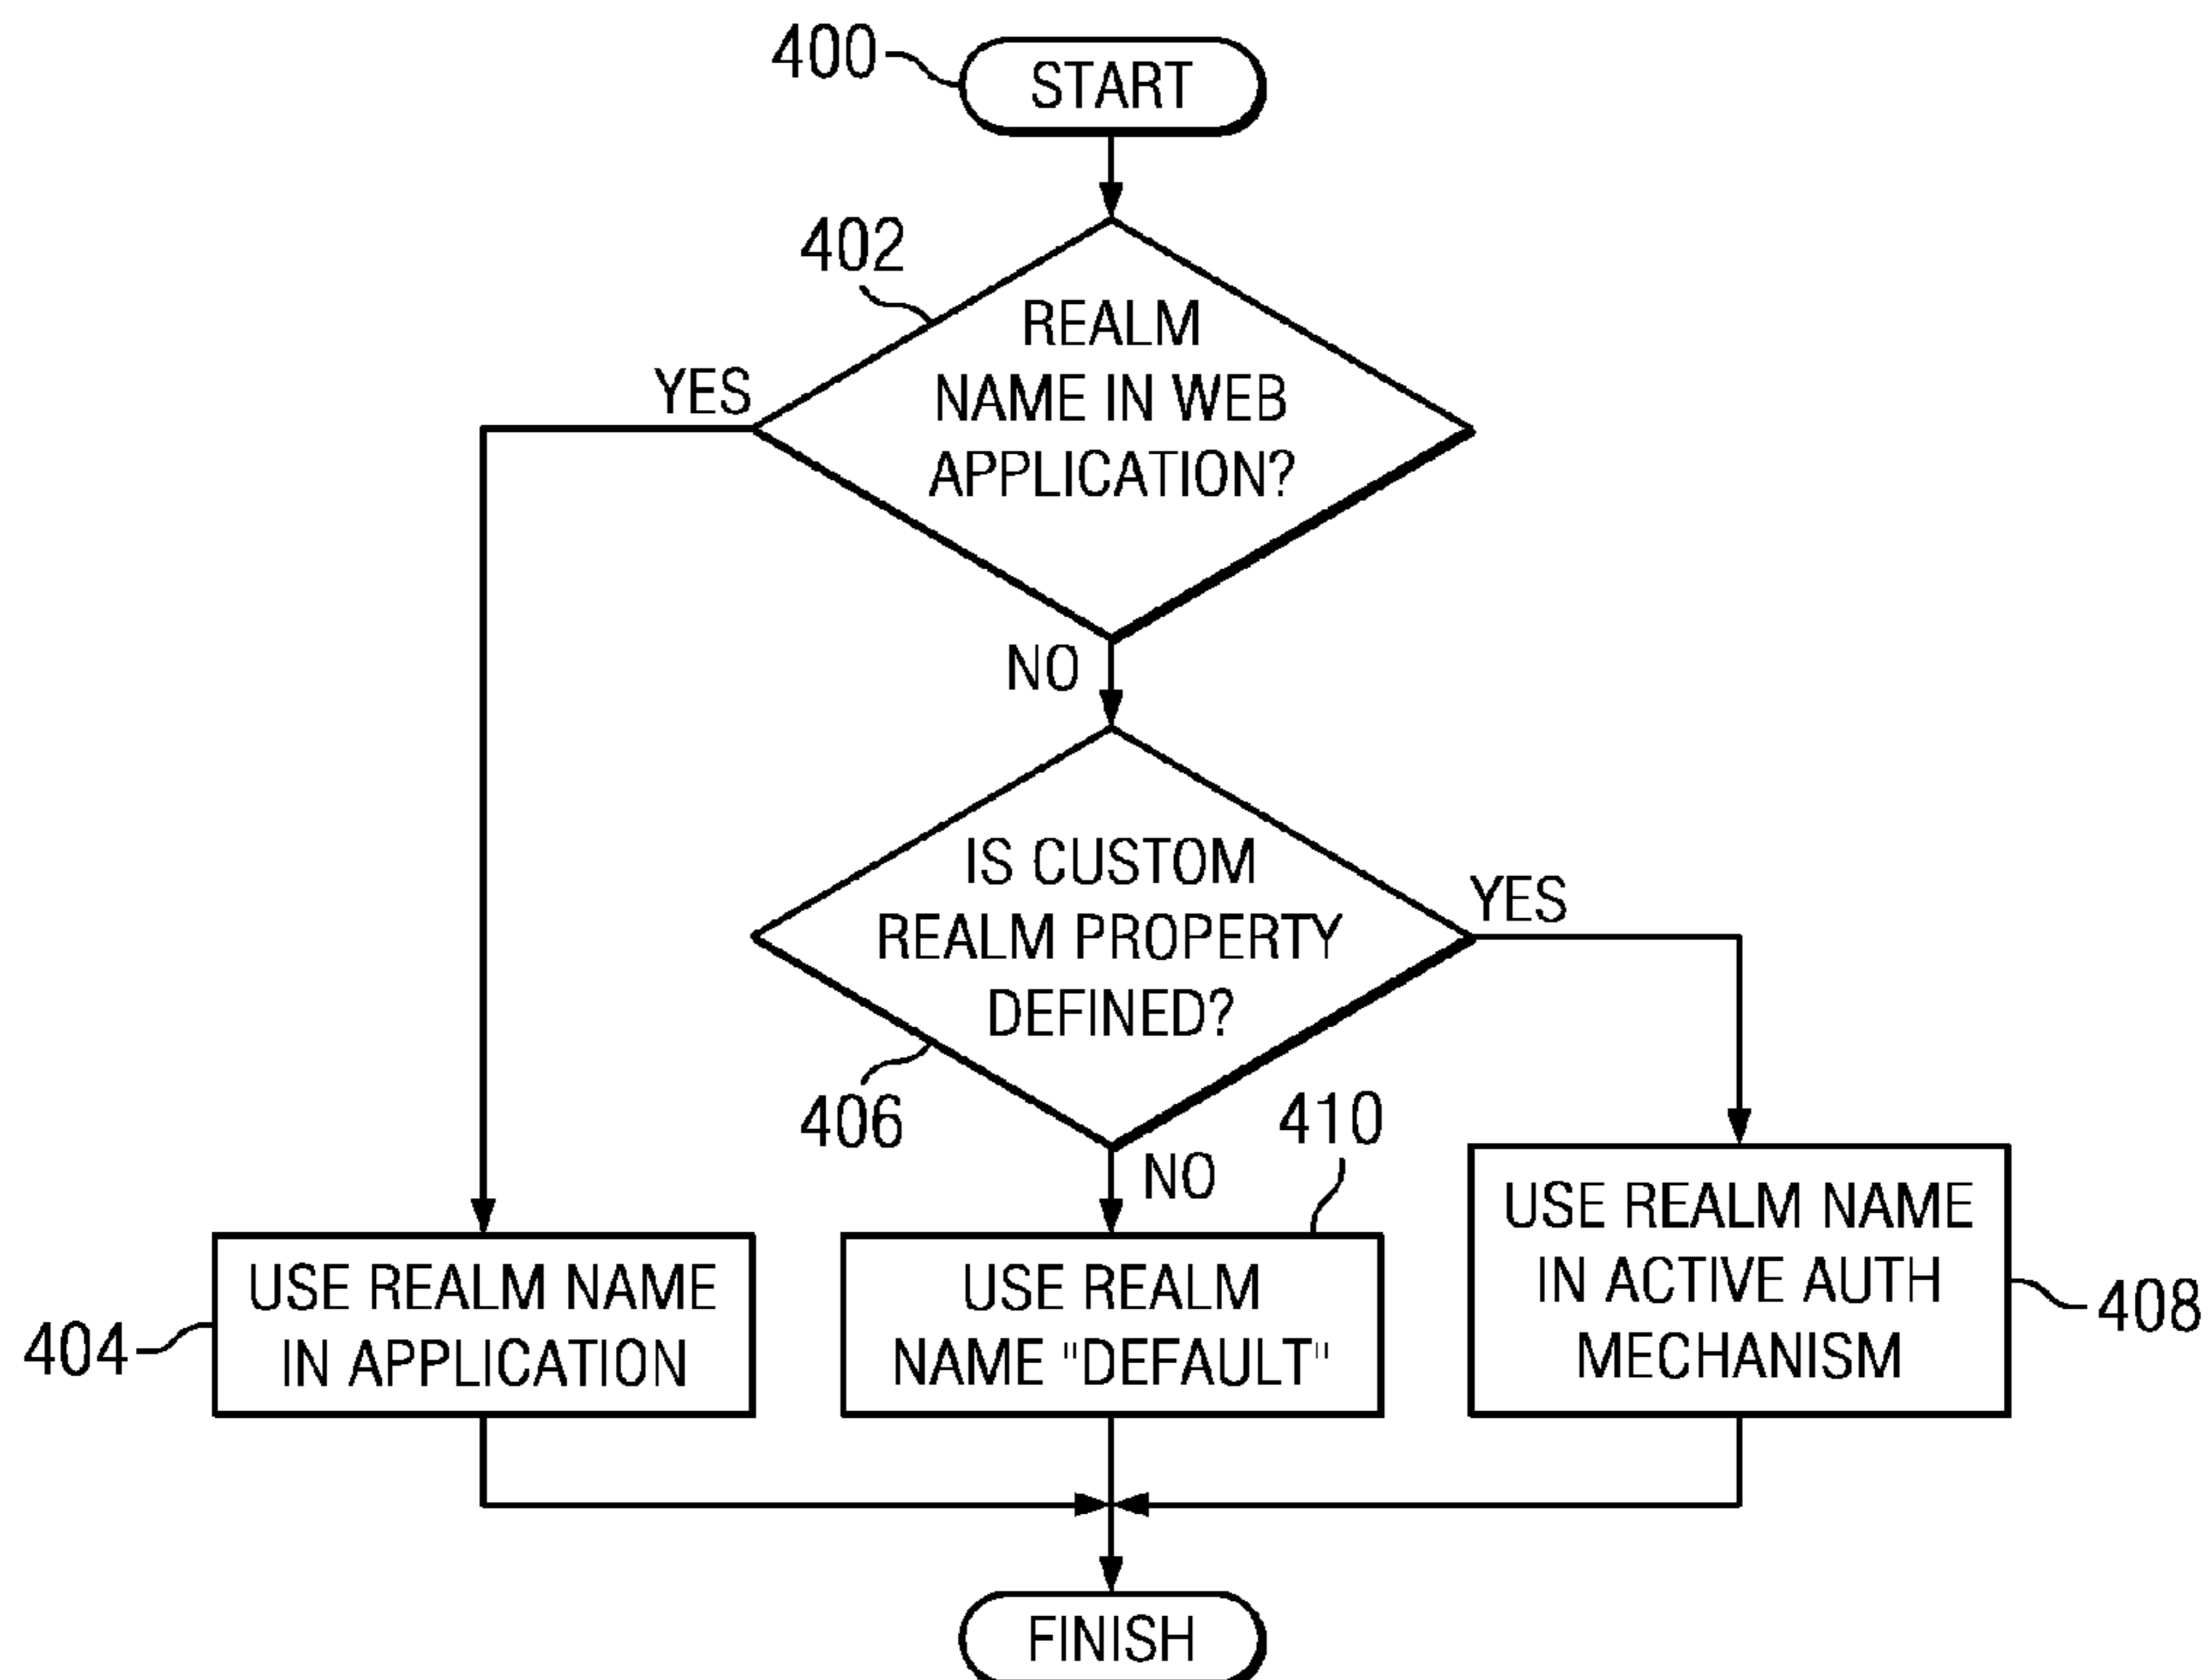 400
START
402
REALM
NAME IN WEB
APPLICATION?
YES
NO
IS CUSTOM
REALM PROPERTY
DEFINED?
YES
406
410
NO
USE REALM NAME
IN APPLICATION
404
USE REALM
NAME "DEFAULT"
USE REALM NAME
IN ACTIVE AUTH
MECHANISM
408
FINISH